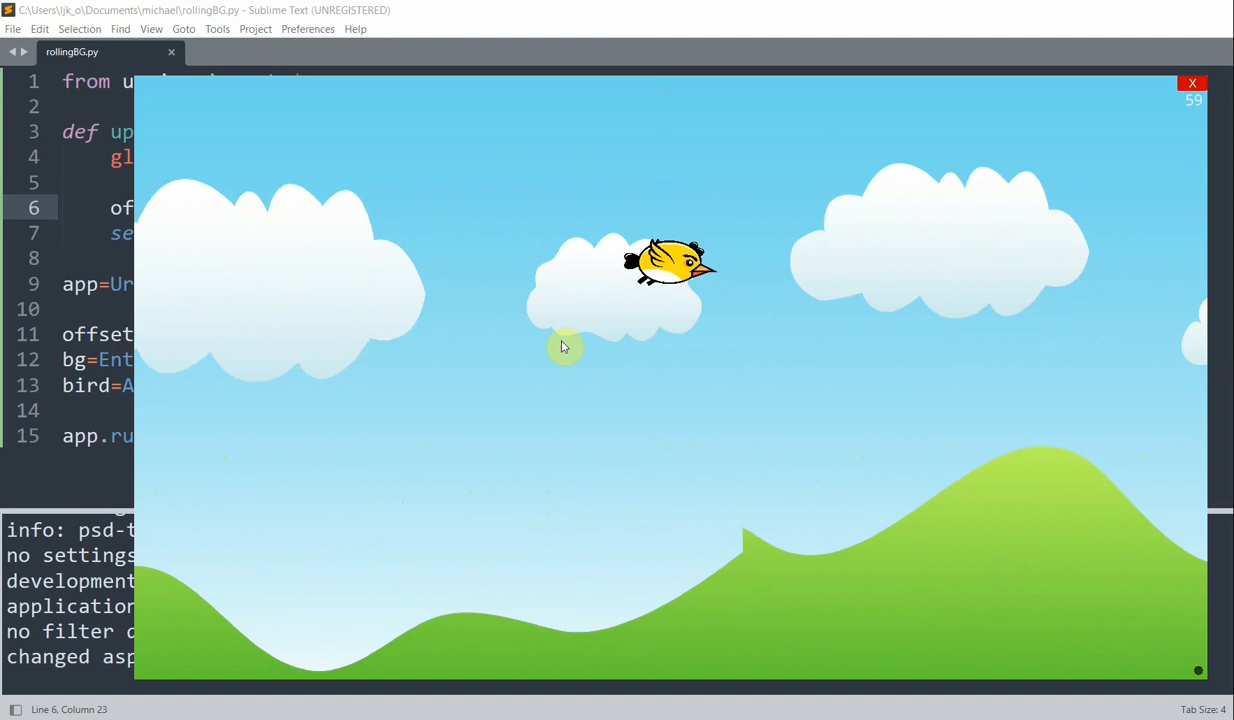 C:\Users\ljk_o\Documents\michael\rollingBG.py - Sublime Text (UNREGISTERED)
File Edit Selection Find View Goto Tools Project Preferences Help
rollingBG.py
X
59
1 from u
2
3 def up
4 gl
5
6 of
7 se
8
9 app=Ur
10
11 offset
12 bg=Ent
13 bird=A
14
15 app.ru
info: psd-t
no settings
development
application
no filter
changed asp
Line 6, Column 23
Tab Size: 4